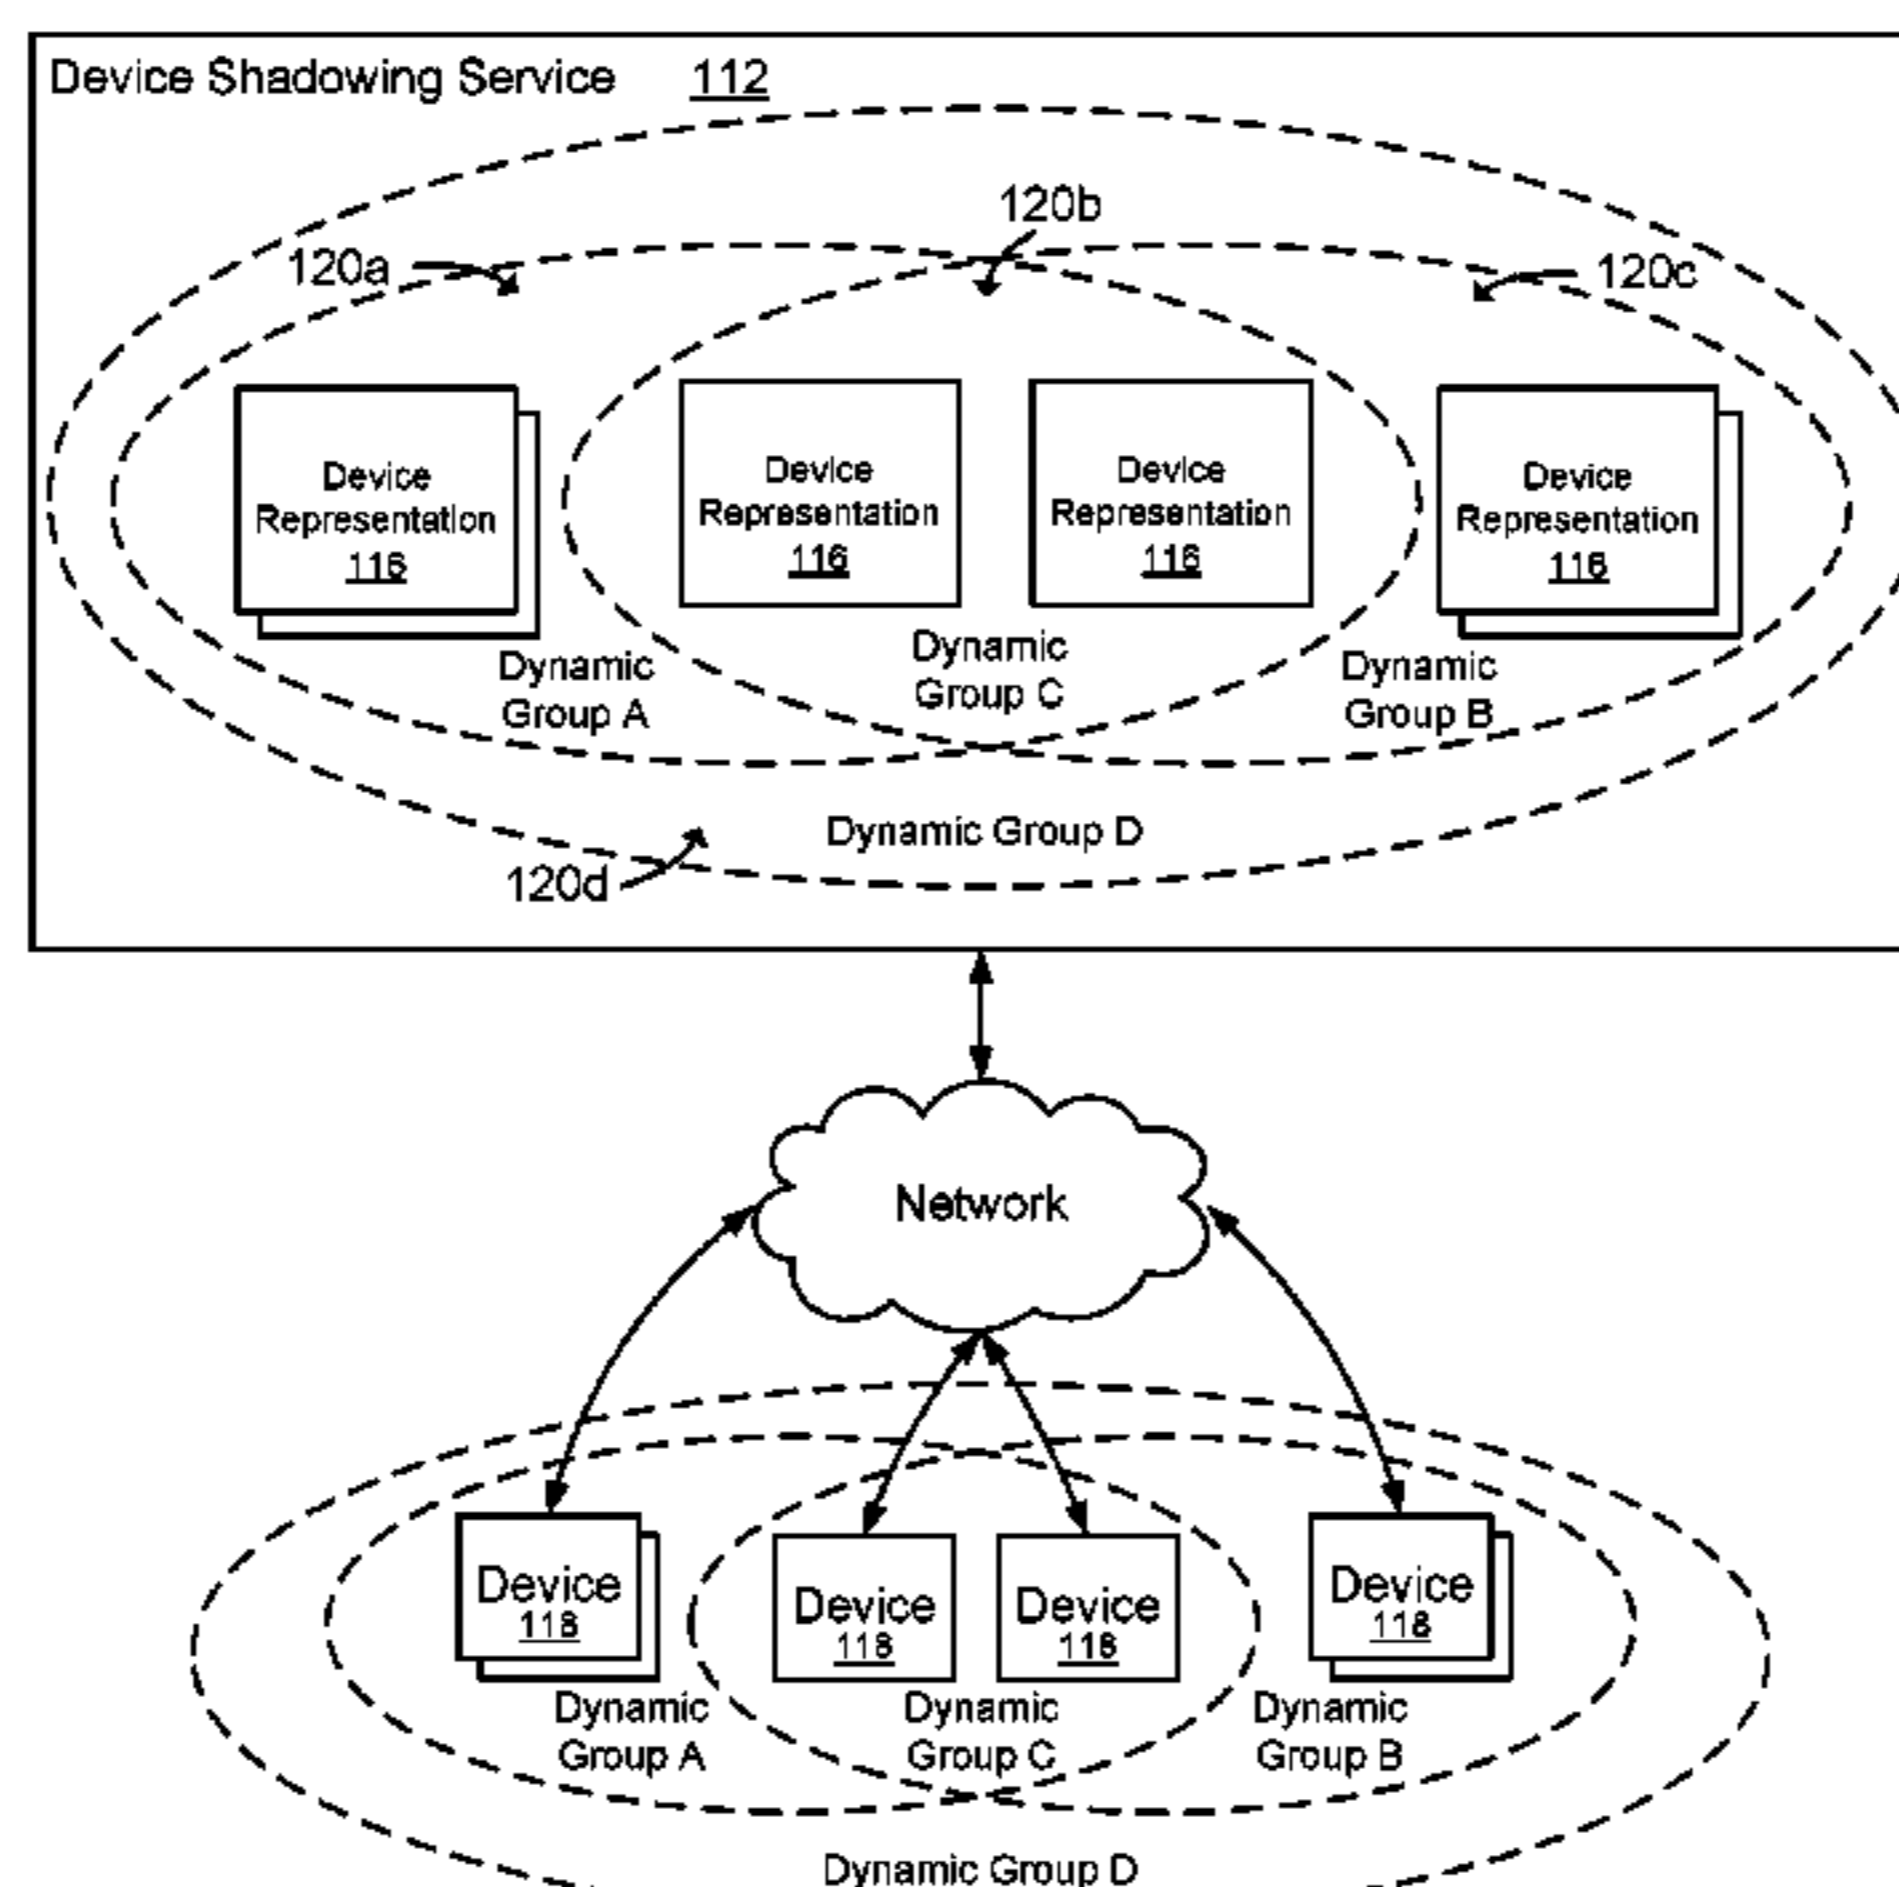 Device Shadowing Service 112
120b
120a
120c
Device
Representation
116
Device
Representation
116
Device
Representation
116
Device
Representation
116
Dynamic
Group A
Dynamic
Group C
Dynamic
Group B
Dynamic Group D
120d
Network
Device
118
Device
118
Device
118
Device
118
Dynamic
Group A
Dynamic
Group C
Dynamic
Group B
Dynamic Group D